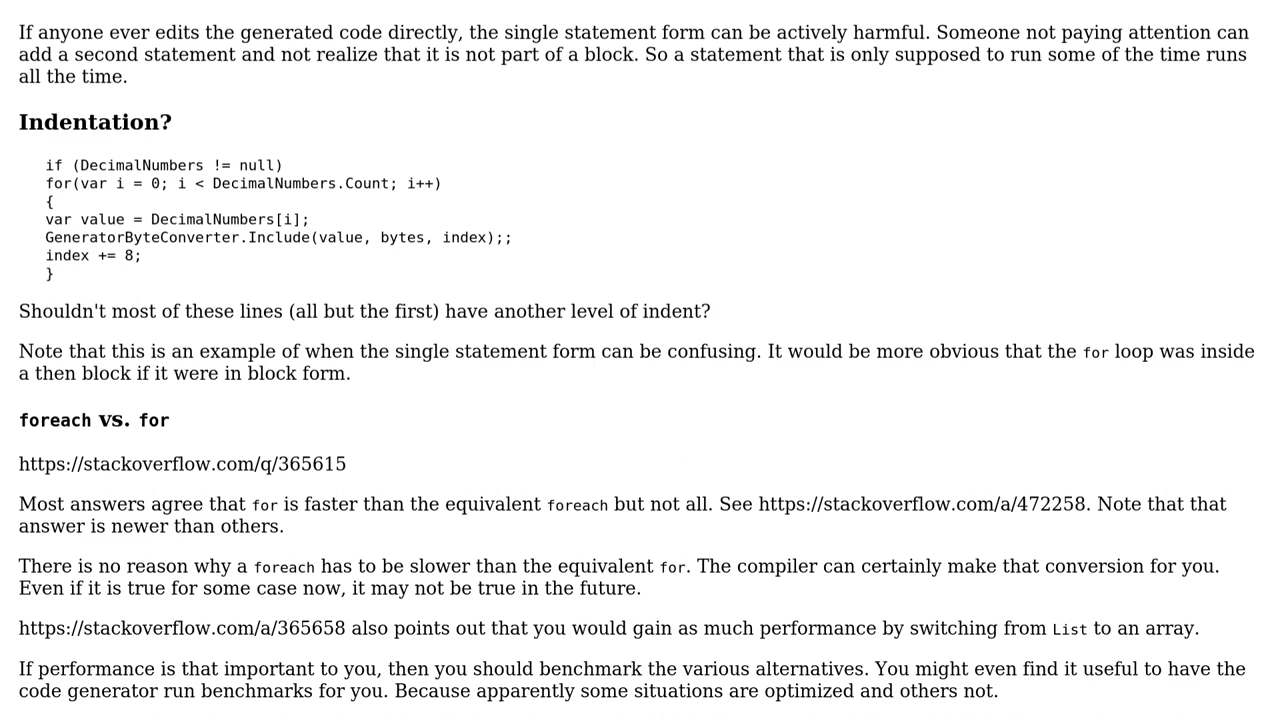 If anyone ever edits the generated code directly, the single statement form can be actively harmful. Someone not paying attention can
add a second statement and not realize that it is not part of a block. So a statement that is only supposed to run some of the time runs
all the time.
Indentation?
if (DecimalNumbers != null)
for(var i = 0; i < DecimalNumbers.Count; i++)
{
var value = DecimalNumbers[i];
GeneratorByteConverter.Include(value, bytes, index);;
index += 8;
}
Shouldn't most of these lines (all but the first) have another level of indent?
Note that this is an example of when the single statement form can be confusing. It would be more obvious that the for loop was inside
a then block if it were in block form.
foreach vs. for
https://stackoverflow.com/q/365615
Most answers agree that for is faster than the equivalent foreach but not all. See https://stackoverflow.com/a/472258. Note that that
answer is newer than others.
There is no reason why a foreach has to be slower than the equivalent for. The compiler can certainly make that conversion for you.
Even if it is true for some case now, it may not be true in the future.
https://stackoverflow.com/a/365658 also points out that you would gain as much performance by switching from List to an array.
If performance is that important to you, then you should benchmark the various alternatives. You might even find it useful to have the
code generator run benchmarks for you. Because apparently some situations are optimized and others not.